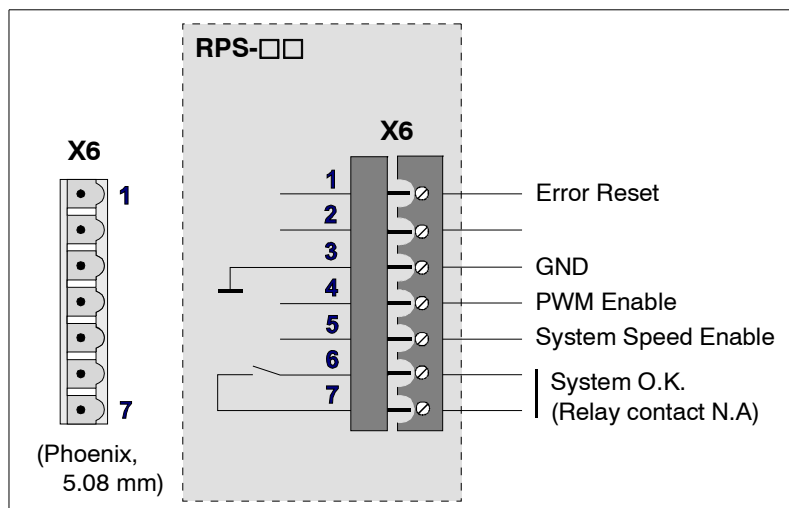 RPS-□□
X6
X6
1
7
(Phoenix,
5.08 mm)
1
2
3
4
5
6
7
Error Reset
GND
PWM Enable
System Speed Enable
System O.K.
(Relay contact N.A)